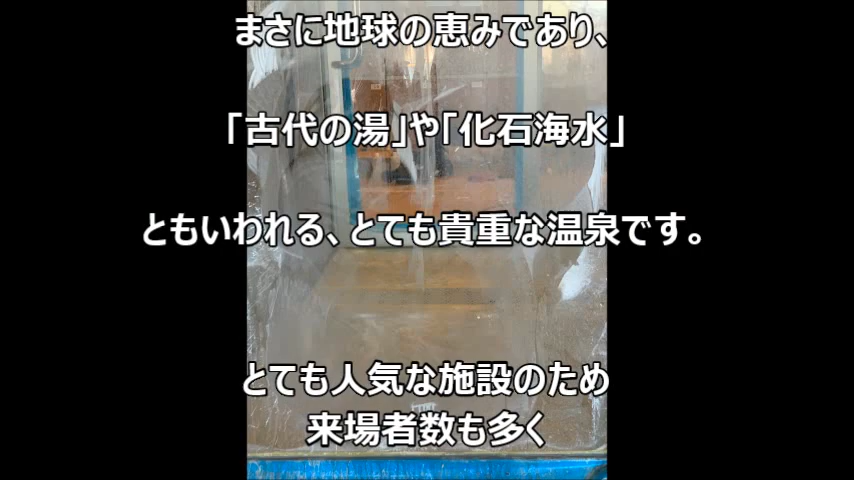 まさに地球の恵みであり、
「古代の湯」や「化石海水」
ともいわれる、とても貴重な温泉です。
とても人気な施設のため
来場者数も多く